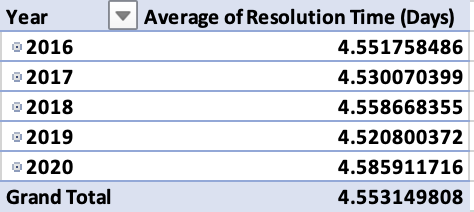 Year Average of Resolution Time (Days)
2016 4.551758486
2017 4.530070399
2018 4.558668355
2019 4.520800372
2020 4.585911716
Grand Total 4.553149808